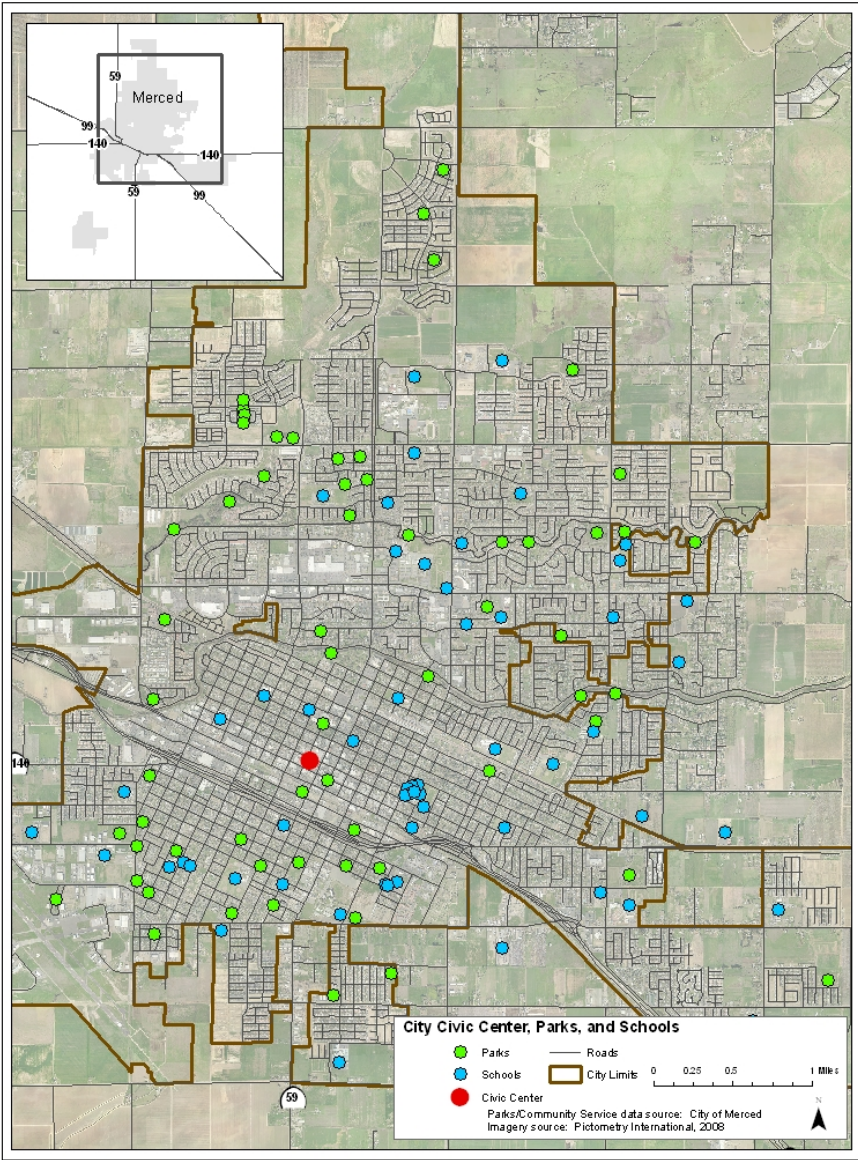 59
Merced
99
140
140
59
99
140
City Civic Center, Parks, and Schools
Parks
Roads
Schools
City Limits
0 0.25 0.5 1 Miles
Civic Center
N
Parks/Community Service data source: City of Merced
Imagery source: Pictometry International, 2008
59